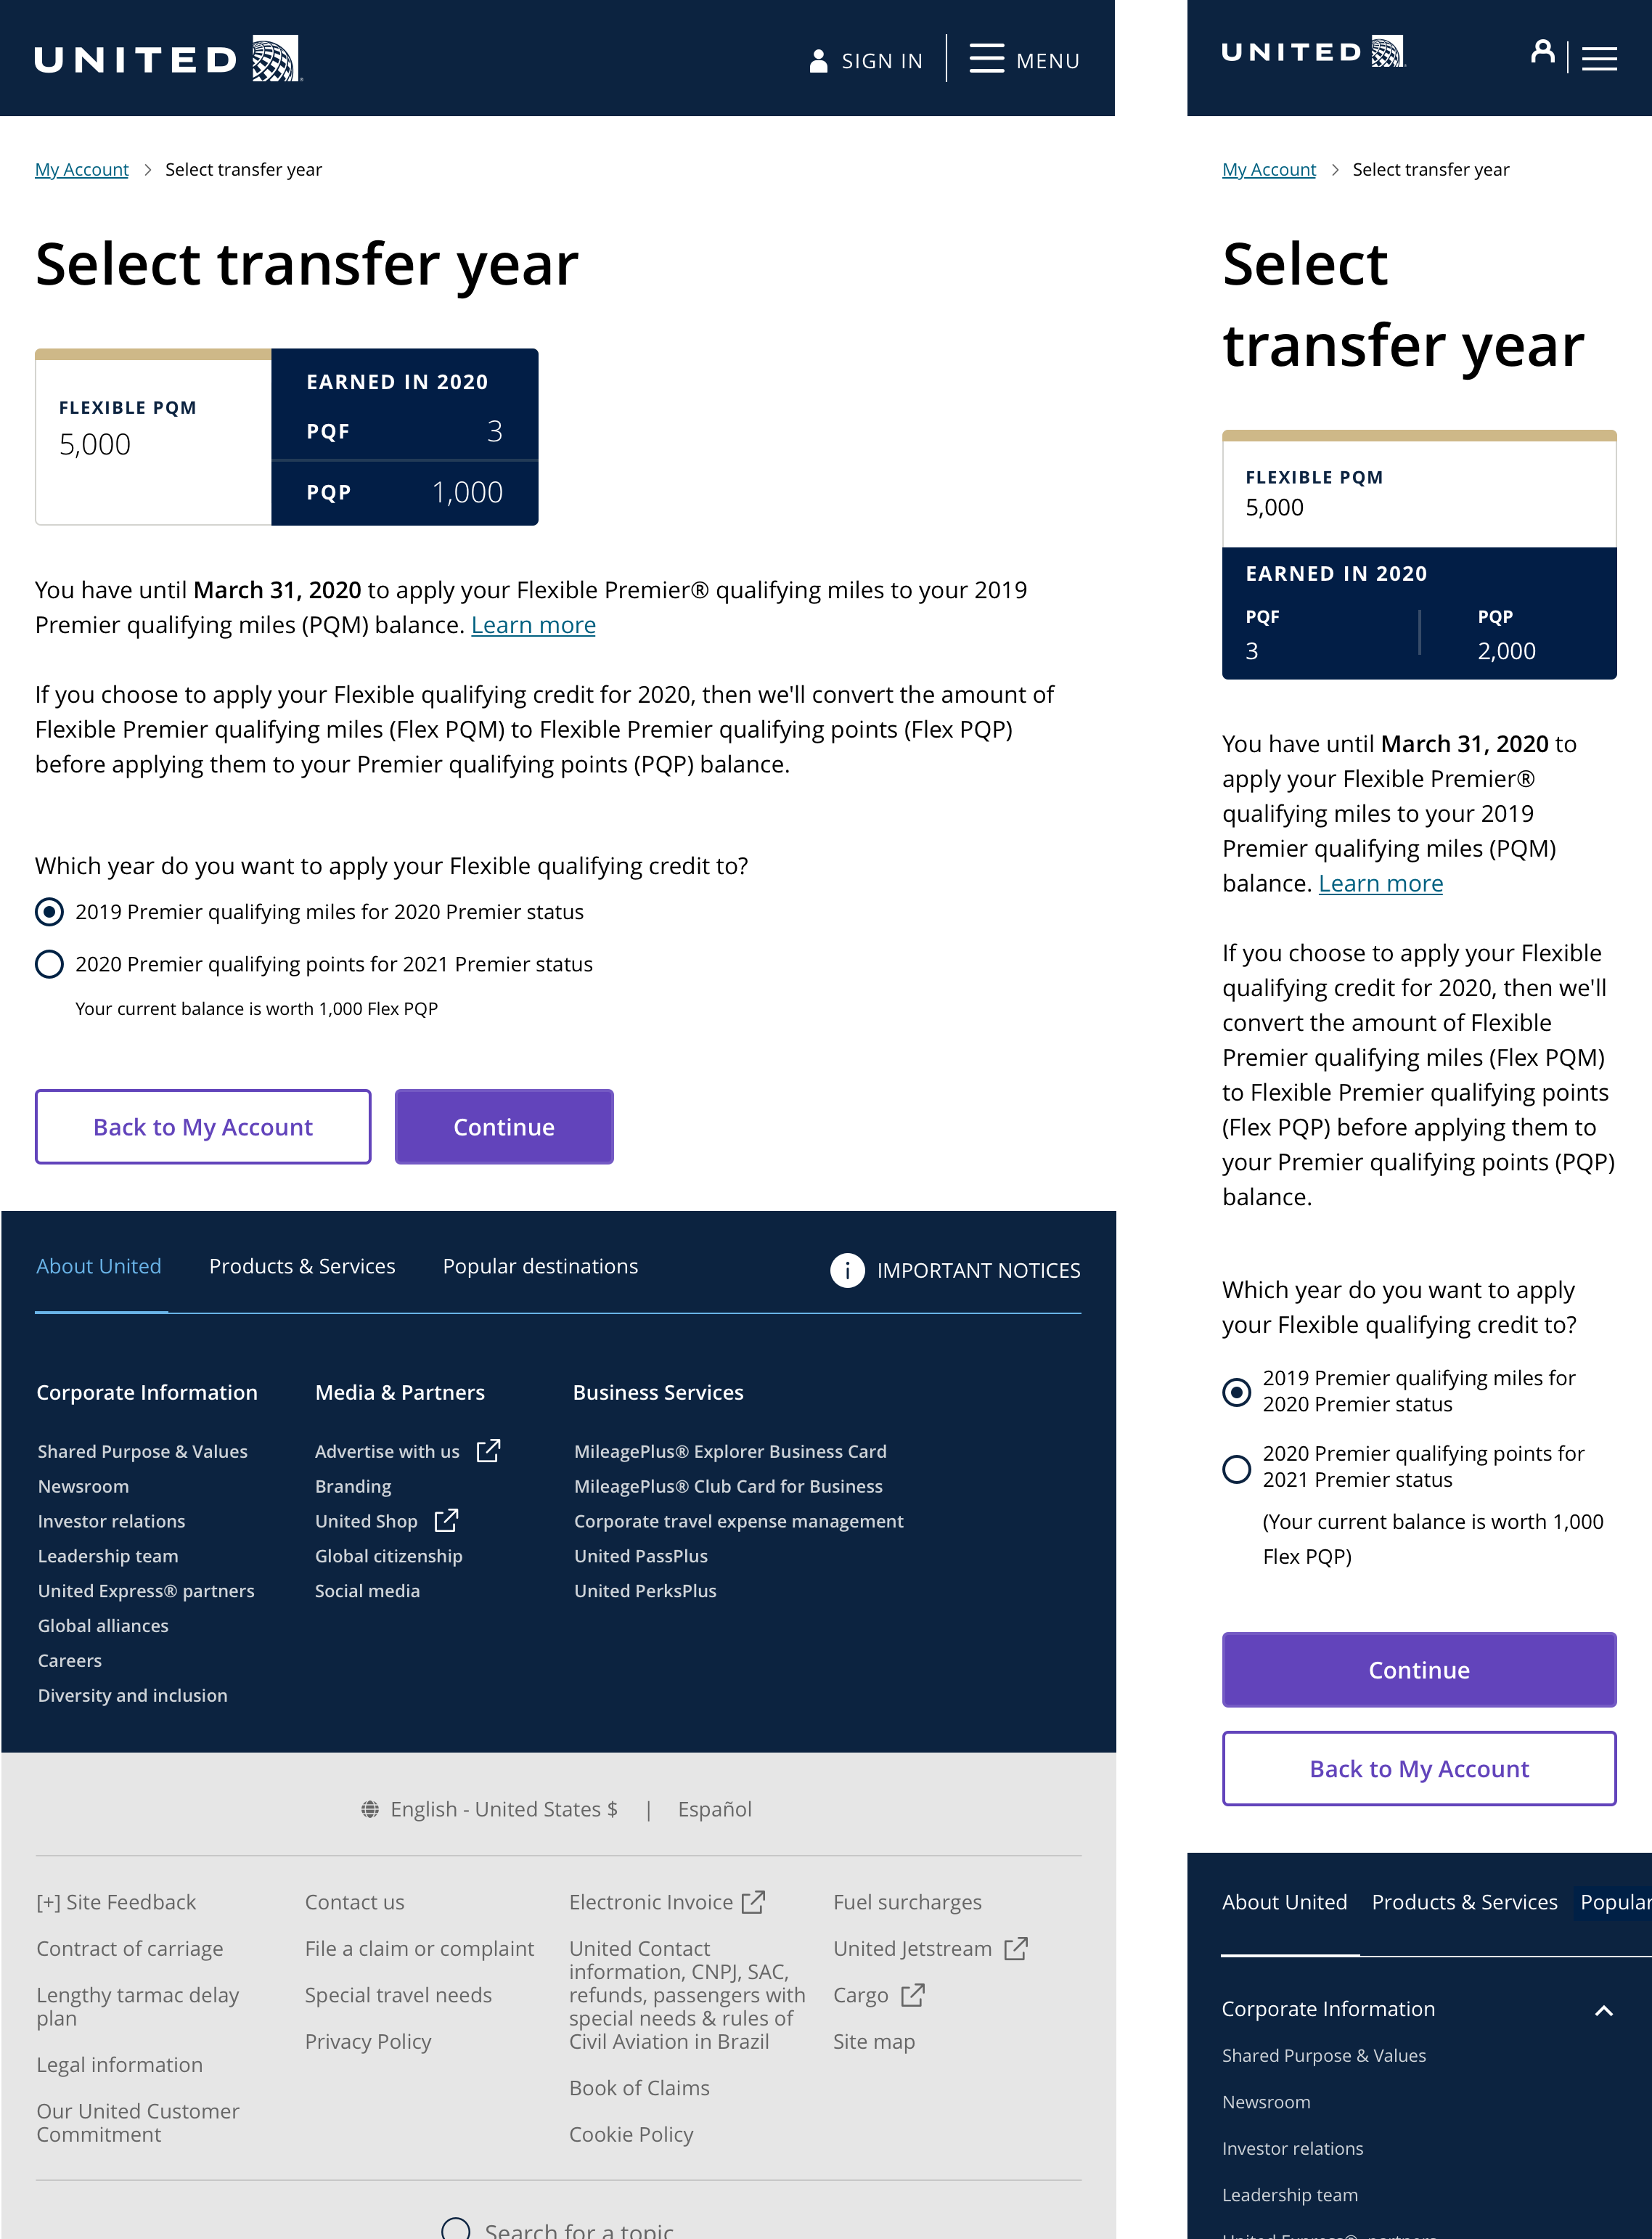 UNITED
SIGN IN
MENU
My Account > Select transfer year
Select transfer year
FLEXIBLE PQM
5,000
EARNED IN 2020
PQF 3
PQP 1,000
You have until March 31, 2020 to apply your Flexible Premier® qualifying miles to your 2019
Premier qualifying miles (PQM) balance. Learn more
If you choose to apply your Flexible qualifying credit for 2020, then we'll convert the amount of
Flexible Premier qualifying miles (Flex PQM) to Flexible Premier qualifying points (Flex PQP)
before applying them to your Premier qualifying points (PQP) balance.
Which year do you want to apply your Flexible qualifying credit to?
2019 Premier qualifying miles for 2020 Premier status
2020 Premier qualifying points for 2021 Premier status
Your current balance is worth 1,000 Flex PQP
Back to My Account
Continue
About United
Products & Services
Popular destinations
IMPORTANT NOTICES
Corporate Information
Shared Purpose & Values
Newsroom
Investor relations
Leadership team
United Express® partners
Global alliances
Careers
Diversity and inclusion
Media & Partners
Advertise with us
Branding
United Shop
Global citizenship
Social media
Business Services
MileagePlus® Explorer Business Card
MileagePlus® Club Card for Business
Corporate travel expense management
United PassPlus
United PerksPlus
English - United States $ | Español
[+] Site Feedback
Contract of carriage
Lengthy tarmac delay
plan
Legal information
Our United Customer
Commitment
Contact us
File a claim or complaint
Special travel needs
Privacy Policy
Electronic Invoice
United Contact
information, CNPJ, SAC,
refunds, passengers with
special needs & rules of
Civil Aviation in Brazil
Book of Claims
Cookie Policy
Fuel surcharges
United Jetstream
Cargo
Site map
Search for a topic
UNITED
My Account > Select transfer year
Select
transfer year
FLEXIBLE PQM
5,000
EARNED IN 2020
PQF
3
PQP
2,000
You have until March 31, 2020 to
apply your Flexible Premier®
qualifying miles to your 2019
Premier qualifying miles (PQM)
balance. Learn more
If you choose to apply your Flexible
qualifying credit for 2020, then we'll
convert the amount of Flexible
Premier qualifying miles (Flex PQM)
to Flexible Premier qualifying points
(Flex PQP) before applying them to
your Premier qualifying points (PQP)
balance.
Which year do you want to apply
your Flexible qualifying credit to?
2019 Premier qualifying miles for
2020 Premier status
2020 Premier qualifying points for
2021 Premier status
(Your current balance is worth 1,000
Flex PQP)
Continue
Back to My Account
About United
Products & Services
Popular
Corporate Information
Shared Purpose & Values
Newsroom
Investor relations
Leadership team